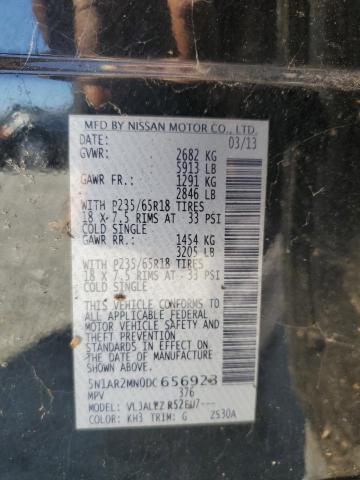 MFD BY NISSAN MOTOR CO., LTD.
DATE: 03/13
GVWR: 2682 KG
5913 LB
GAWR FR.: 1291 KG
2846 LB
WITH P235/65R18 TIRES
18 X 7.5 RIMS AT 33 PSI
COLD SINGLE
GAWR RR.: 1454 KG
3205 LB
WITH P235/65R18 TIRES
18 X 7.5 RIMS AT 33 PSI
COLD SINGLE
THIS VEHICLE CONFORMS TO
ALL APPLICABLE FEDERAL
MOTOR VEHICLE SAFETY
AND THEFT PREVENTION
STANDARDS IN EFFECT
ON THE DATE OF MANUFACTURE
SHOWN ABOVE.
5N1AR2MN0DC656923
MPV 376
MODEL:
COLOR: KH3 TRIM: G 2S30A